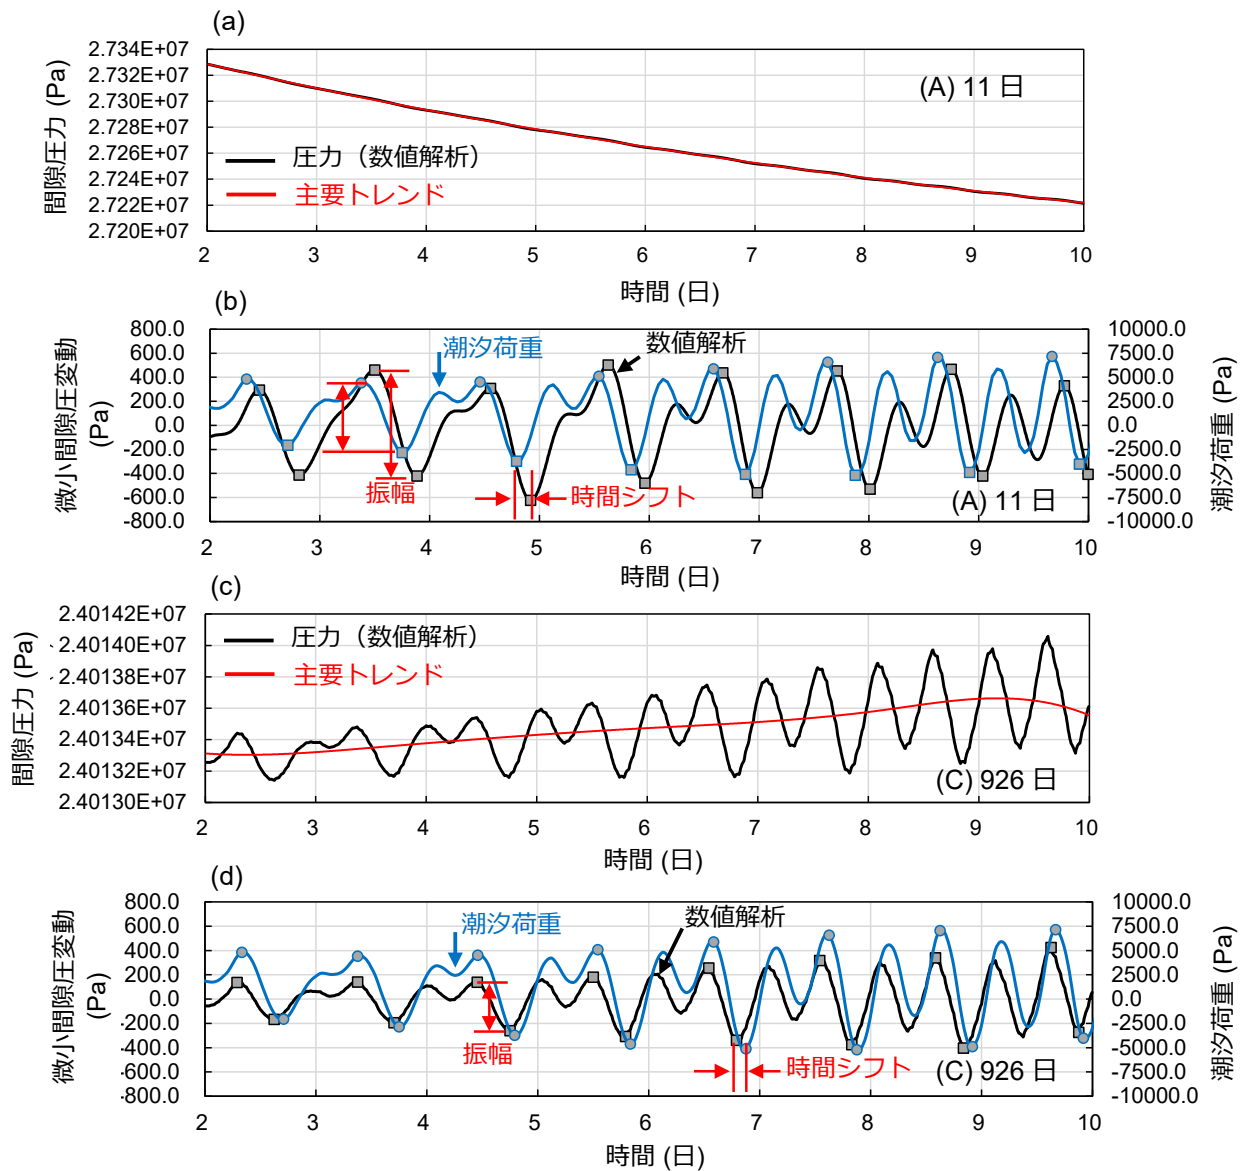 (a)
2.734E+07
2.732E+07
2.730E+07
2.728E+07
2.726E+07
2.724E+07
2.722E+07
2.720E+07
間隙圧力 (Pa)
(A) 11 日
圧力（数値解析）
主要トレンド
2 3 4 5 6 7 8 9 10
時間 (日)
(b)
800.0
600.0
400.0
200.0
0.0
-200.0
-400.0
-600.0
-800.0
微小間隙圧変動
(Pa)
潮汐荷重
数値解析
振幅
時間シフト
(A) 11 日
10000.0
7500.0
5000.0
2500.0
0.0
-2500.0
-5000.0
-7500.0
-10000.0
潮汐荷重 (Pa)
2 3 4 5 6 7 8 9 10
時間 (日)
(c)
2.40142E+07
2.40140E+07
2.40138E+07
2.40136E+07
2.40134E+07
2.40132E+07
2.40130E+07
間隙圧力 (Pa)
圧力（数値解析）
主要トレンド
(C) 926 日
2 3 4 5 6 7 8 9 10
時間 (日)
(d)
800.0
600.0
400.0
200.0
0.0
-200.0
-400.0
-600.0
-800.0
微小間隙圧変動
(Pa)
潮汐荷重
数値解析
振幅
時間シフト
(C) 926 日
10000.0
7500.0
5000.0
2500.0
0.0
-2500.0
-5000.0
-7500.0
-10000.0
潮汐荷重 (Pa)
2 3 4 5 6 7 8 9 10
時間 (日)